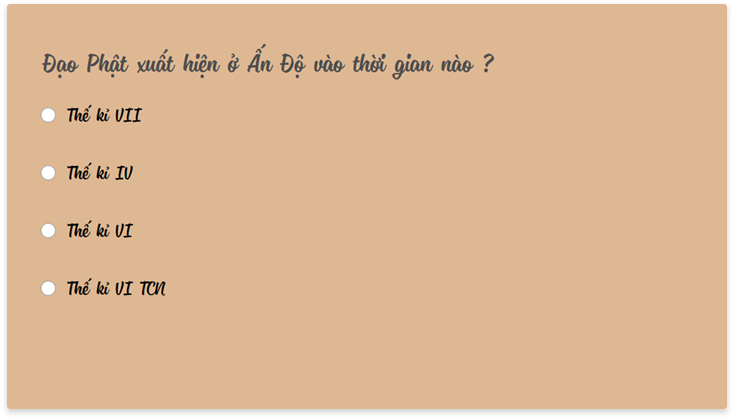 Đạo Phật xuất hiện ở Ấn Độ vào thời gian nào ?
Thế kỉ VII
Thế kỉ IV
Thế kỉ VI
Thế kỉ VI TCN